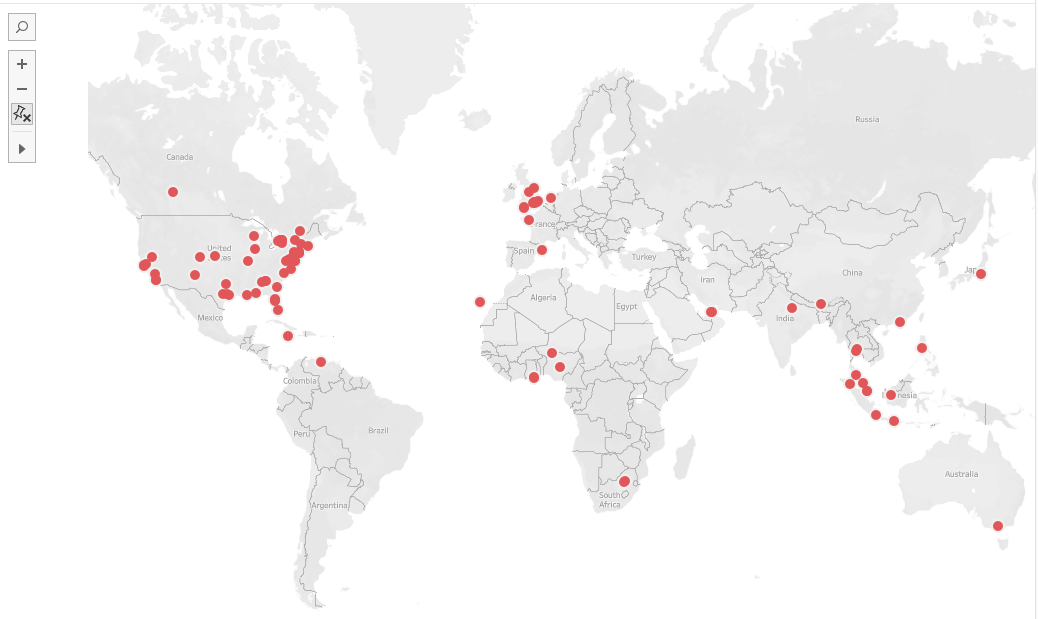 Russia
Canada
France
United
Spain
Turkey
China
Iran
Algeria
Egypt
India
Mexico
Colombia
Peru
Brazil
Australia
South
Africa
Argentina